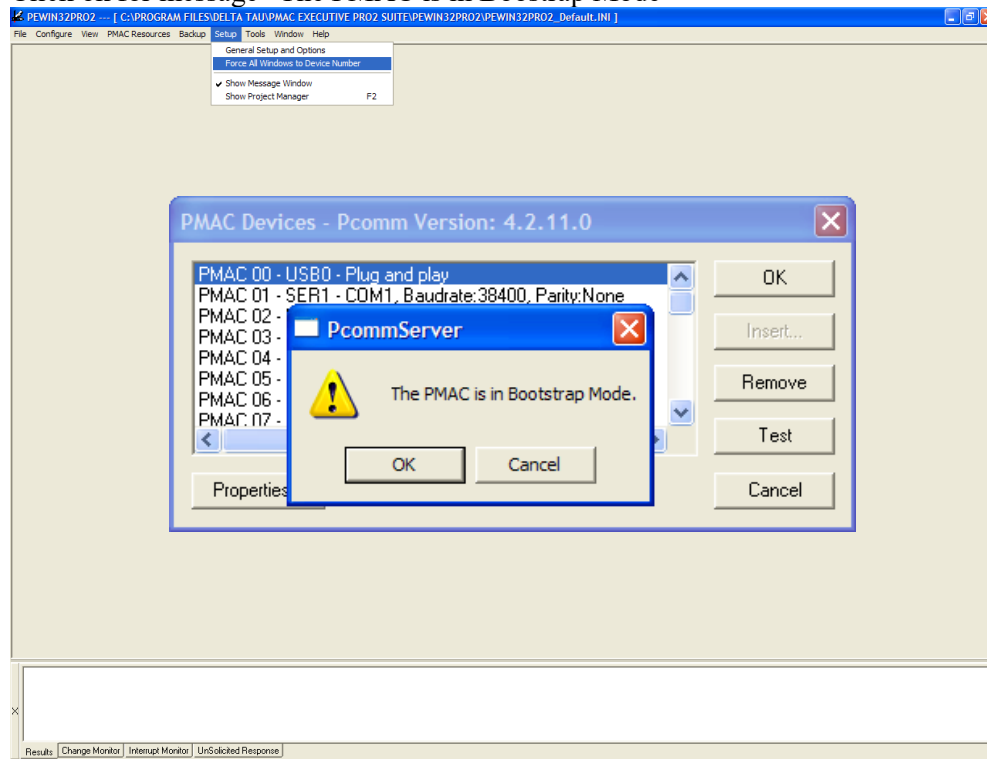 PEWIN32PRO2 --- [ C:\PROGRAM FILES\DELTA TAU\PMAC EXECUTIVE PRO2 SUITE\PEWIN32PRO2\PEWIN32PRO2_Default.INI ]
File Configure View PMAC Resources Backup Setup Tools Window Help
General Setup and Options
Force All Windows to Device Number
Show Message Window
Show Project Manager F2
PMAC Devices - Pcomm Version: 4.2.11.0
PMAC 00 - USB0 - Plug and play
PMAC 01 - SER1 - COM1, Baudrate:38400, Parity:None
PMAC 02 -
PMAC 03 -
PMAC 04 -
PMAC 05 -
PMAC 06 -
PMAC 07 -
OK
Insert...
Remove
Test
Properties
Cancel
PcommServer
The PMAC is in Bootstrap Mode.
OK Cancel
Results Change Monitor Interrupt Monitor UnSolicited Response